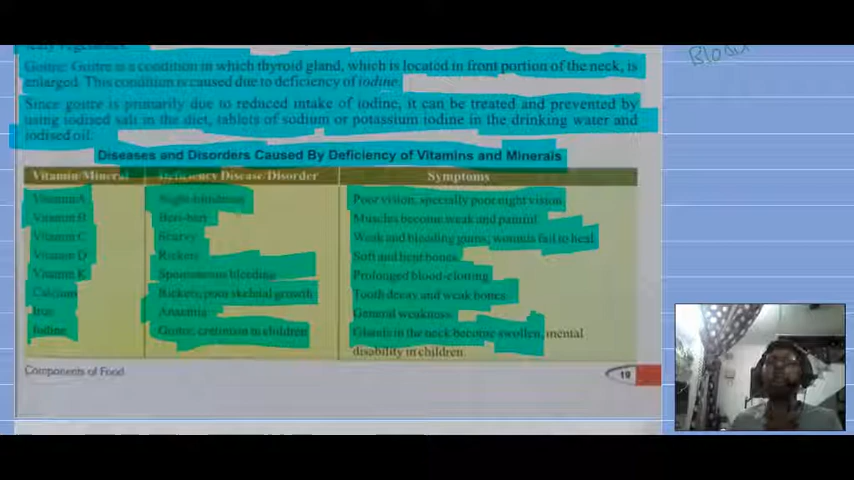 scaly vegetables.
Goitre: Goitre is a condition in which thyroid gland, which is located in front portion of the neck, is
enlarged. This condition is caused due to deficiency of iodine.
Since goitre is primarily due to reduced intake of iodine, it can be treated and prevented by
using iodised salt in the diet, tablets of sodium or potassium iodine in the drinking water and
iodised oil.
Diseases and Disorders Caused By Deficiency of Vitamins and Minerals
Vitamin/Mineral Deficiency Disease/Disorder Symptoms
Vitamin A Night-blindness Poor vision, specially poor night vision
Vitamin B Beri-beri Muscles become weak and painful
Vitamin C Scurvy Weak and bleeding gums, wounds fail to heal
Vitamin D Rickets Soft and bent bones
Vitamin K Spontaneous bleeding Prolonged blood-clotting
Calcium Rickets, poor skeletal growth Tooth decay and weak bones
Iron Anaemia General weakness
Iodine Goitre, cretinism in children Glands in the neck become swollen, mental
disability in children
Components of Food 19